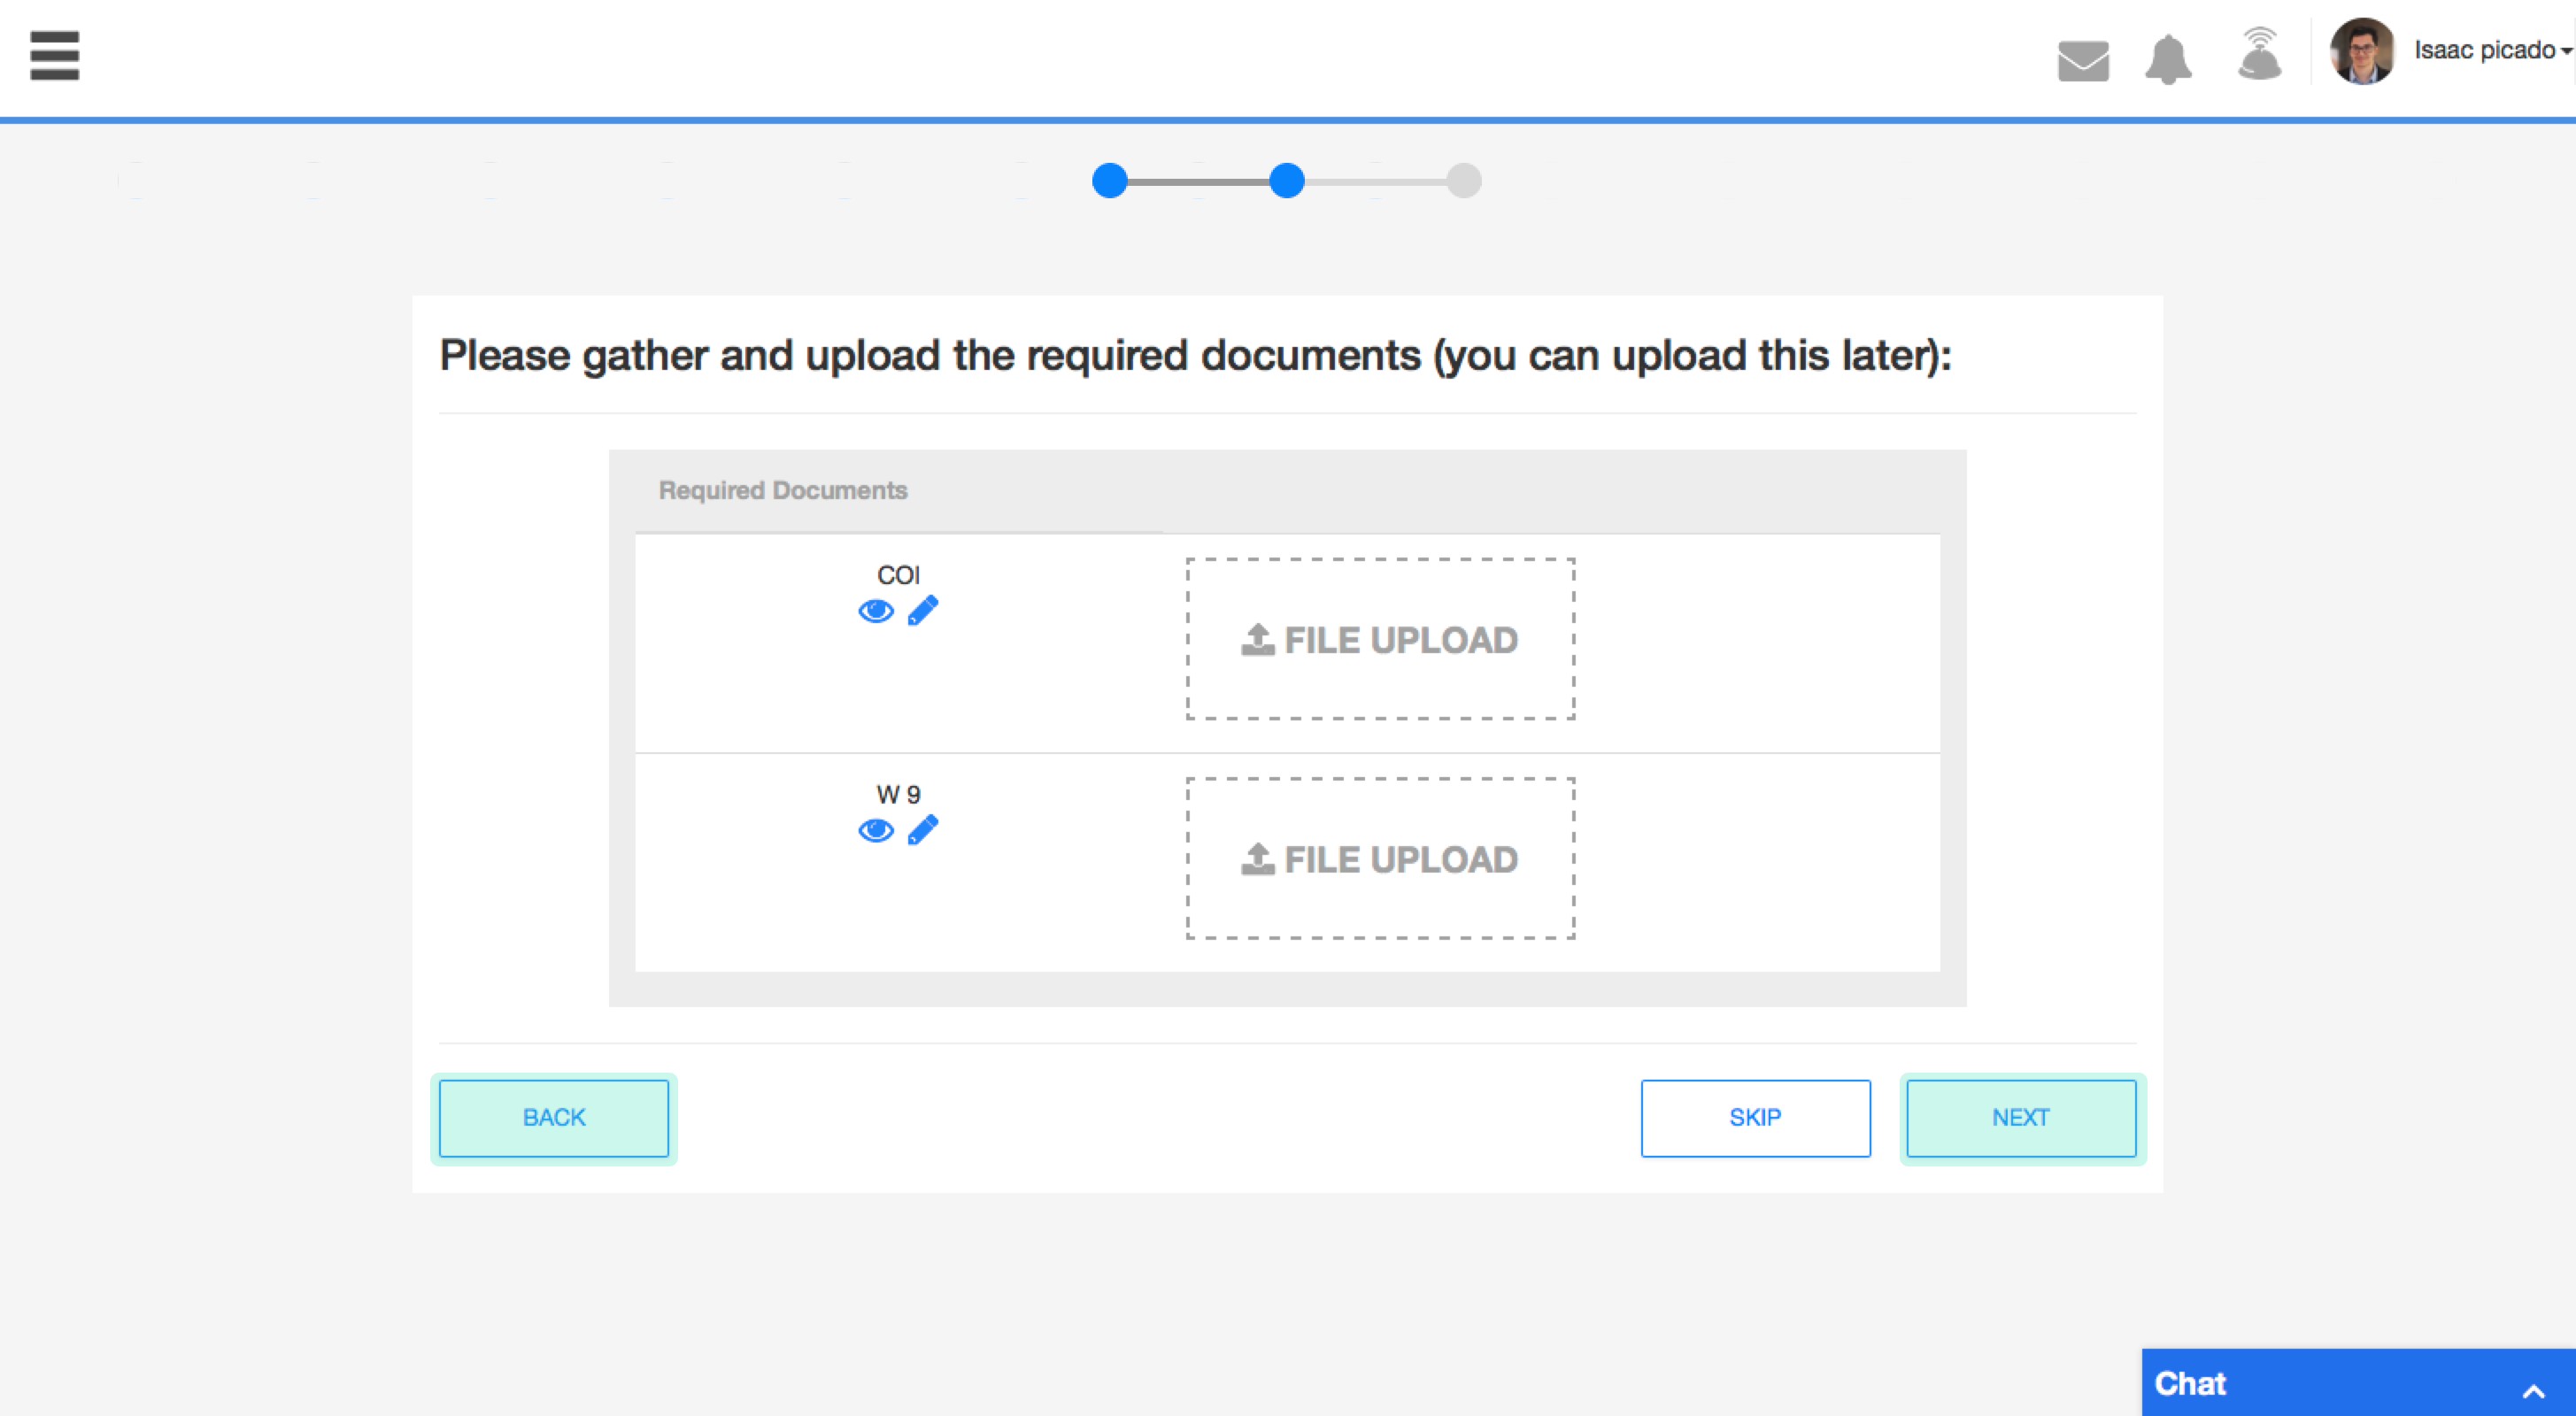 Isaac picado
Please gather and upload the required documents (you can upload this later):
Required Documents
COI
FILE UPLOAD
W 9
FILE UPLOAD
BACK
SKIP
NEXT
Chat